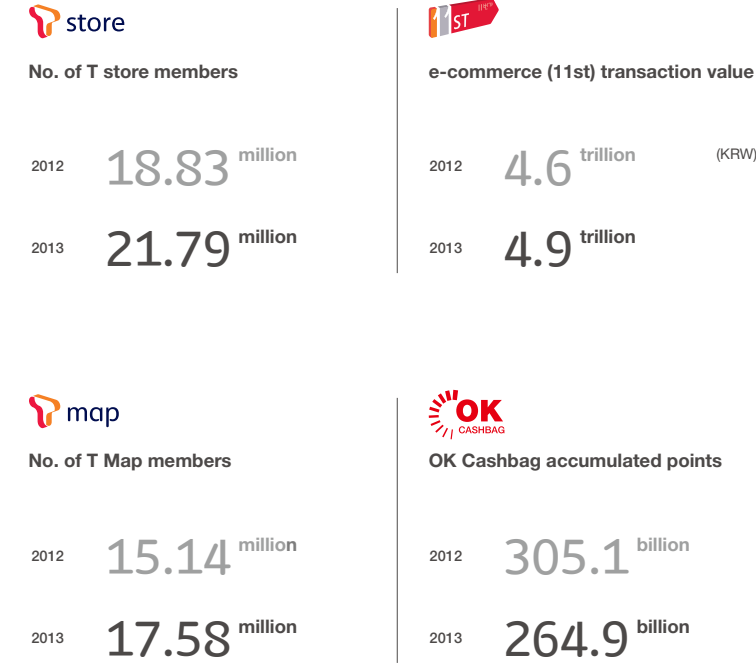 store
No. of T store members
2012 18.83 million
2013 21.79 million
11ST
e-commerce (11st) transaction value
(KRW)
2012 4.6 trillion
2013 4.9 trillion
map
No. of T Map members
2012 15.14 million
2013 17.58 million
OK
CASHBAG
OK Cashbag accumulated points
2012 305.1 billion
2013 264.9 billion